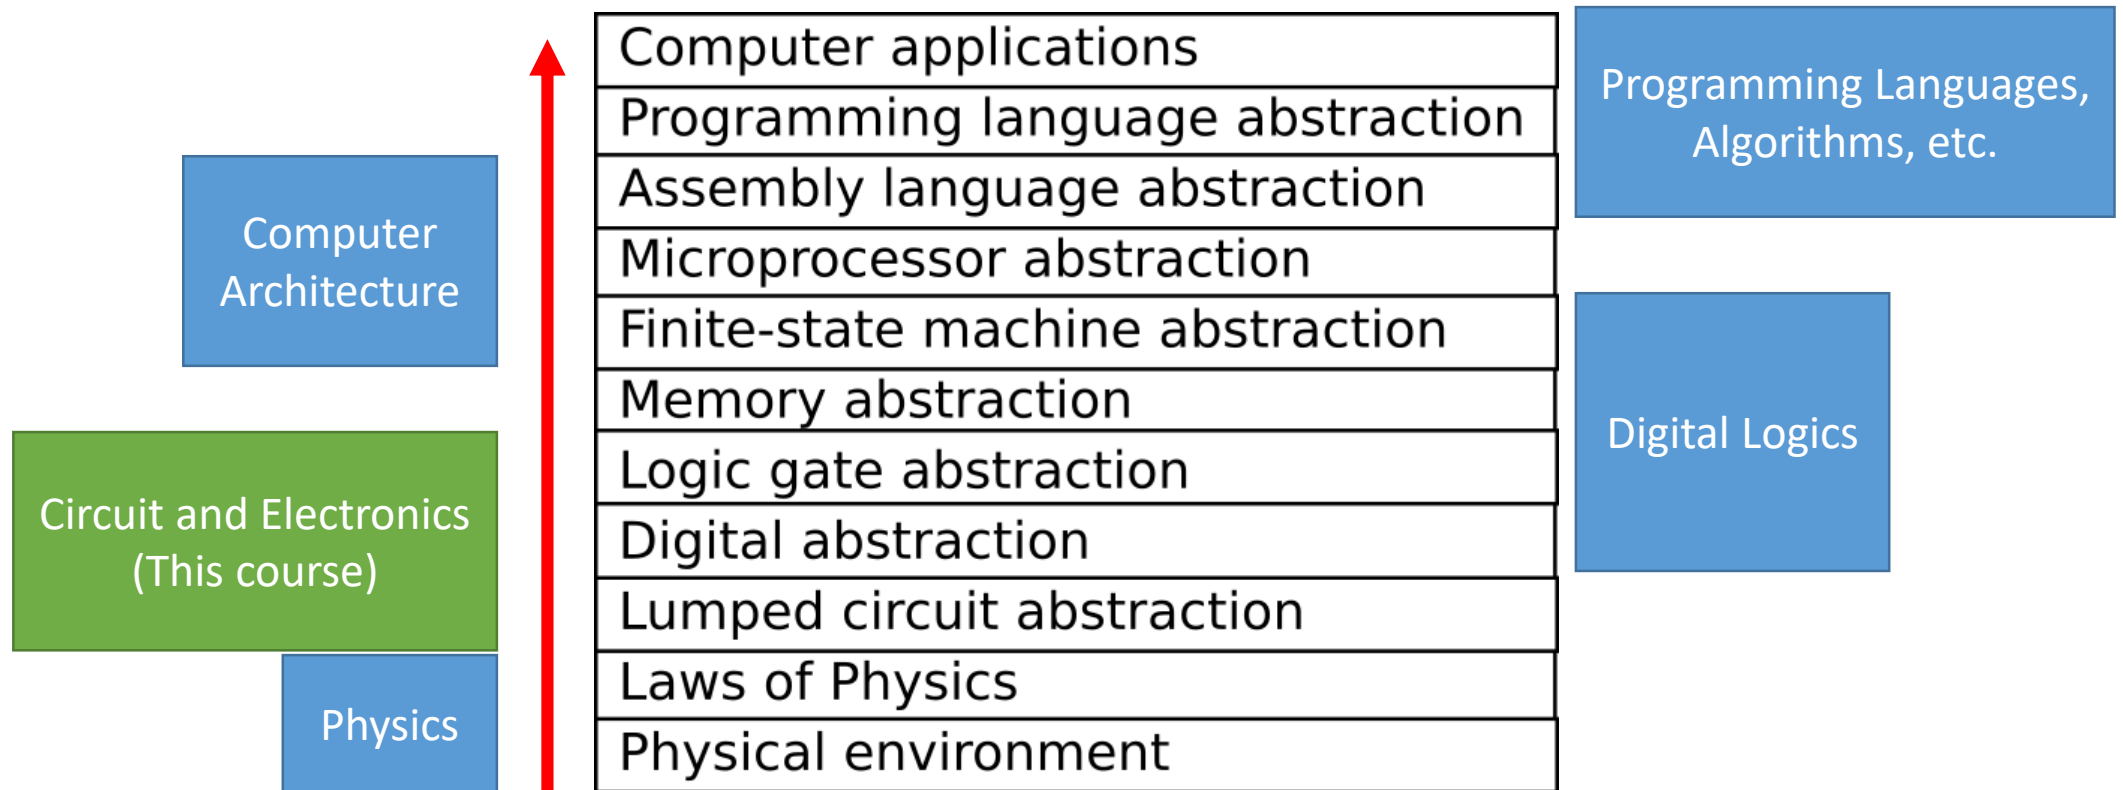 Computer applications
Programming language abstraction
Assembly language abstraction
Microprocessor abstraction
Finite-state machine abstraction
Memory abstraction
Logic gate abstraction
Digital abstraction
Lumped circuit abstraction
Laws of Physics
Physical environment
Computer
Architecture
Circuit and Electronics
(This course)
Physics
Programming Languages,
Algorithms, etc.
Digital Logics